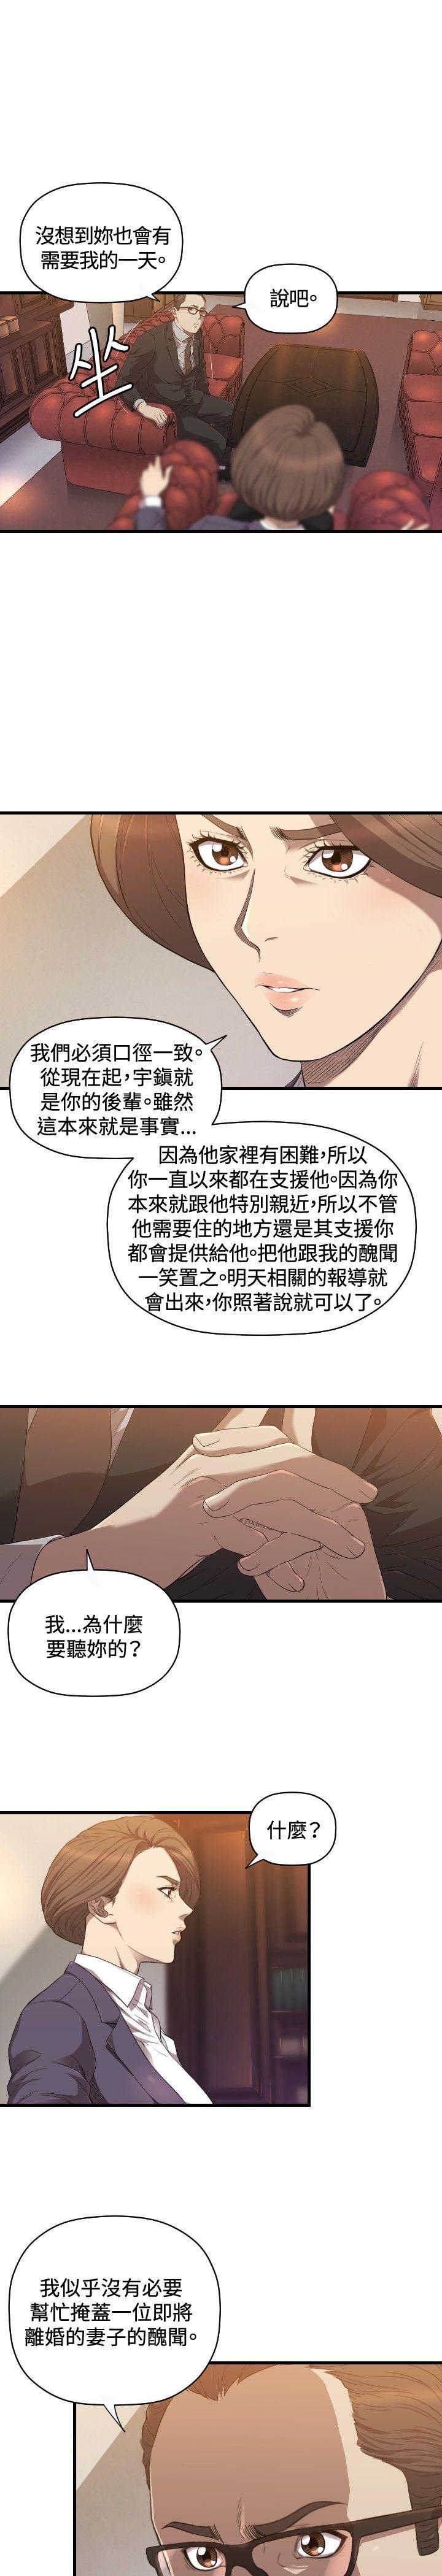 沒想到妳也會有
需要我的一天。
說吧。
坐
我們必須口徑一致。
從現在起，宇鎭就
是你的後輩。雖然
這本來就是事實...
因為他家裡有困難，所以
你一直以來都在支援他。因為你
本來就跟他特別親近，所以不管
他需要住的地方還是其支援你
都會提供給他。把他跟我的醜聞
一笑置之。明天相關的報導就
會出來，你照著說就可以了。
我...為什麼
要聽妳的？
什麼？
我似乎沒有必要
幫忙掩蓋一位即將
離婚的妻子的醜聞。